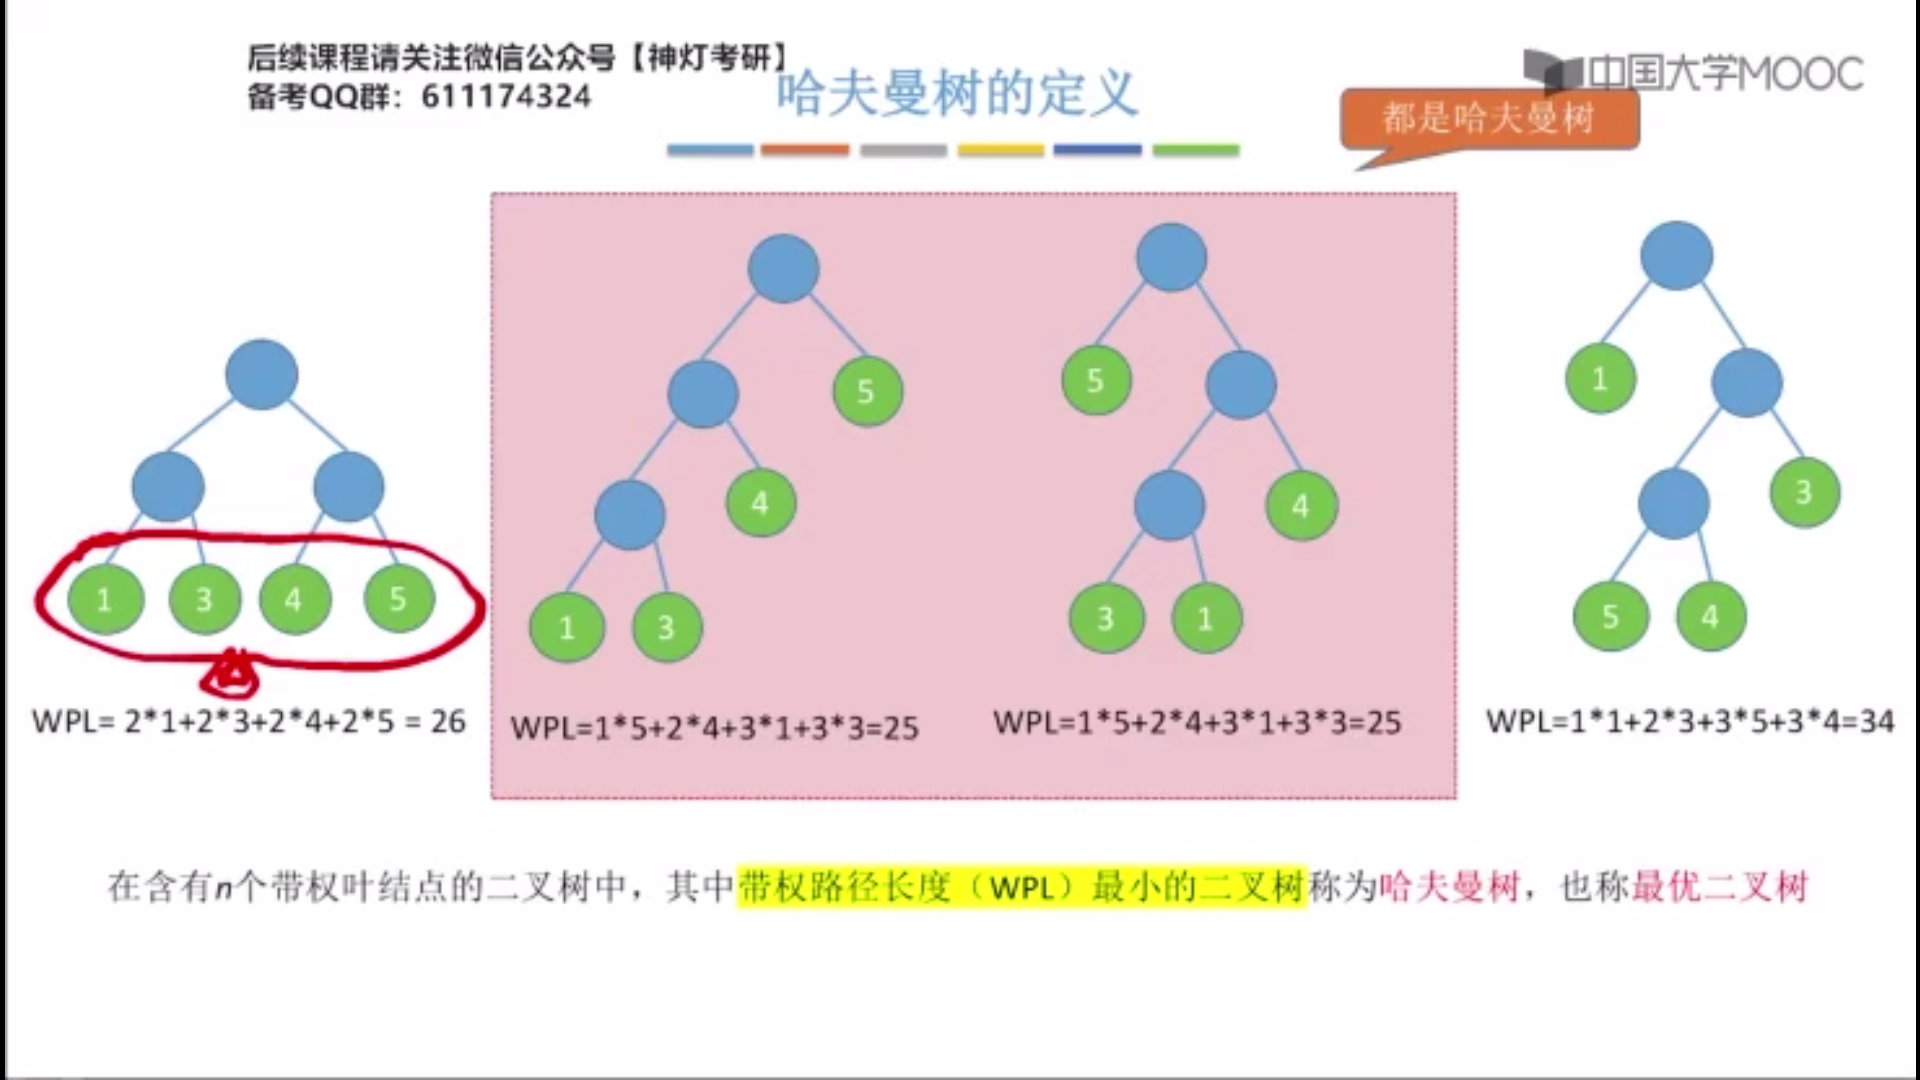 后续课程请关注微信公众号【神灯考研】
备考QQ群：611174324
哈夫曼树的定义
中国大学MOOC
都是哈夫曼树
1 3 4 5
WPL= 2*1+2*3+2*4+2*5 = 26
5
4
1 3
WPL=1*5+2*4+3*1+3*3=25
5
4
3 1
WPL=1*5+2*4+3*1+3*3=25
1
3
5 4
WPL=1*1+2*3+3*5+3*4=34
在含有n个带权叶结点的二叉树中，其中带权路径长度（WPL）最小的二叉树称为哈夫曼树，也称最优二叉树